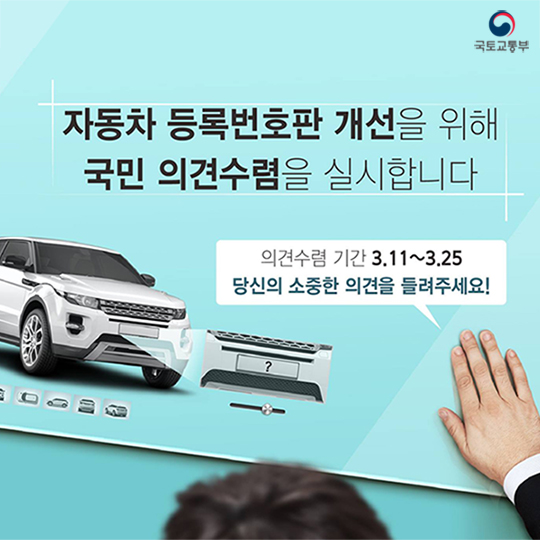 국토교통부
자동차 등록번호판 개선을 위해
국민 의견수렴을 실시합니다
의견수렴 기간 3.11~3.25
당신의 소중한 의견을 들려주세요!
?